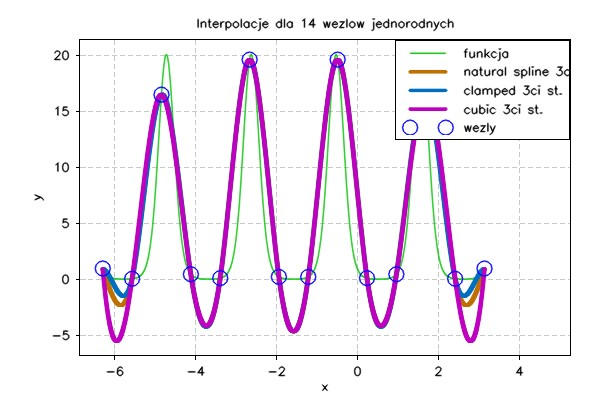 Interpolacje dla 14 wezlow jednorodnych
funkcja
natural spline 3c
clamped 3ci st.
cubic 3ci st.
wezly
20
15
10
5
0
−5
y
−6 −4 −2 0 2 4
x